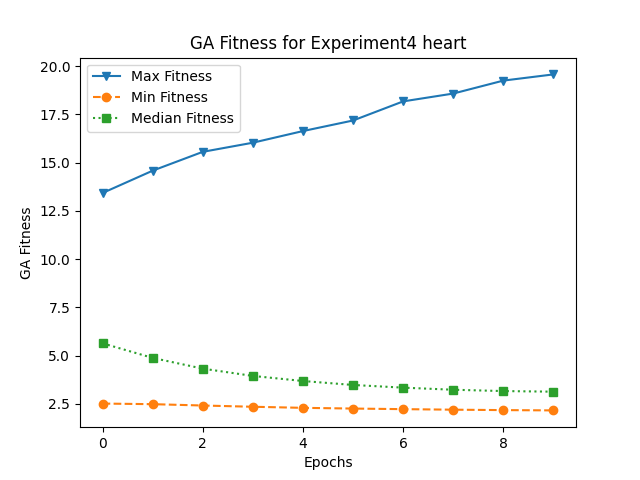 GA Fitness for Experiment4 heart
Max Fitness
Min Fitness
Median Fitness
20.0
17.5
15.0
12.5
10.0
7.5
5.0
2.5
GA Fitness
0 2 4 6 8
Epochs